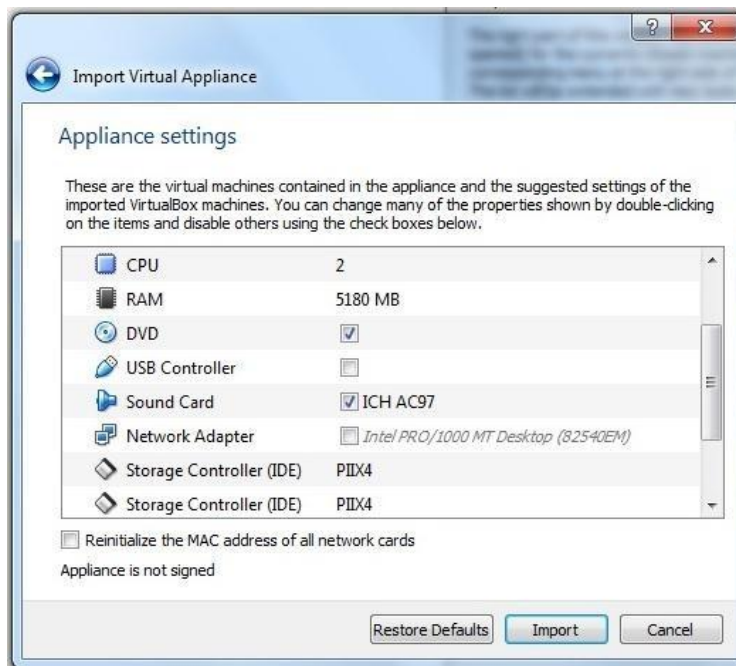 Import Virtual Appliance
Appliance settings
These are the virtual machines contained in the appliance and the suggested settings of the
imported VirtualBox machines. You can change many of the properties shown by double-clicking
on the items and disable others using the check boxes below.
CPU 2
RAM 5180 MB
DVD
USB Controller
Sound Card ICH AC97
Network Adapter Intel PRO/1000 MT Desktop (82540EM)
Storage Controller (IDE) PIIX4
Storage Controller (IDE) PIIX4
Reinitialize the MAC address of all network cards
Appliance is not signed
Restore Defaults Import Cancel